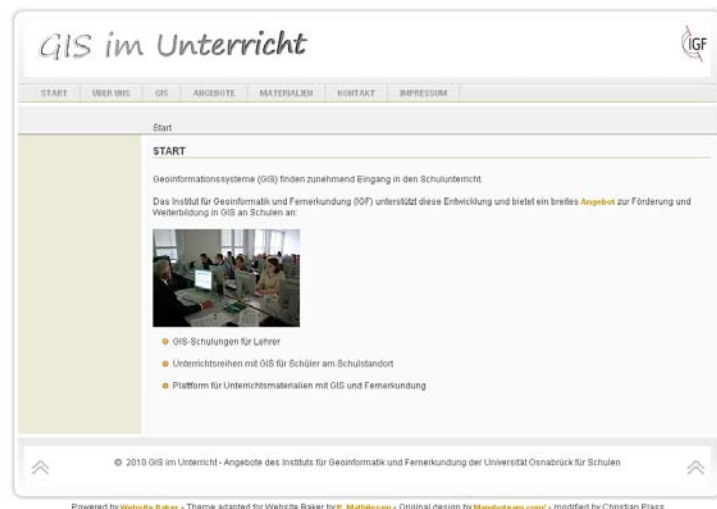 GIS im Unterricht
IGF
START ÜBER UNS GIS ANGEBOTE MATERIALIEN KONTAKT IMPRESSUM
Start
START
Geoinformationssysteme (GIS) finden zunehmend Eingang in den Schulunterricht.
Das Institut für Geoinformatik und Fernerkundung (IGF) unterstützt diese Entwicklung und bietet ein breites Angebot zur Förderung und
Weiterbildung in GIS an Schulen an:
GIS-Schulungen für Lehrer
Unterrichtsreihen mit GIS für Schüler am Schulstandort
Plattform für Unterrichtsmaterialien mit GIS und Fernerkundung
© 2010 GIS im Unterricht - Angebote des Instituts für Geoinformatik und Fernerkundung der Universität Osnabrück für Schulen
Powered by Website Baker - Theme adapted for Website Baker by - Original design by - modified by Christian Plass